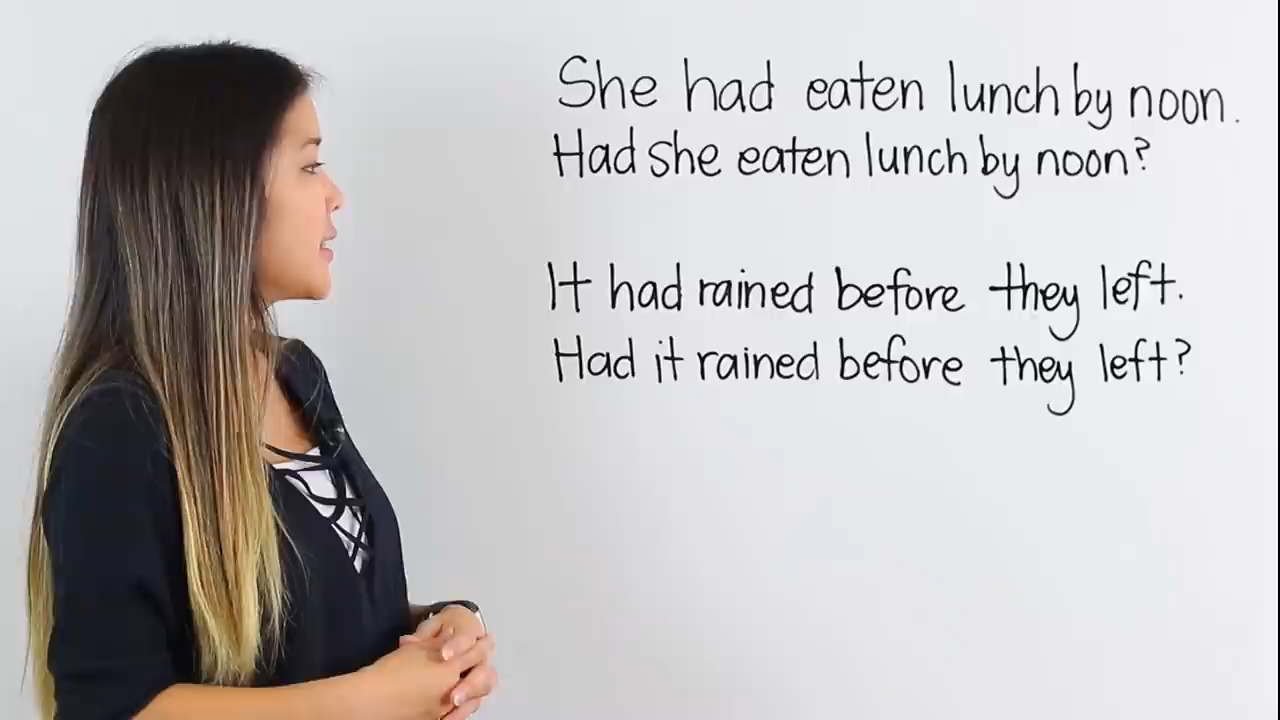 She had eaten lunch by noon.
Had she eaten lunch by noon?
It had rained before they left.
Had it rained before they left?